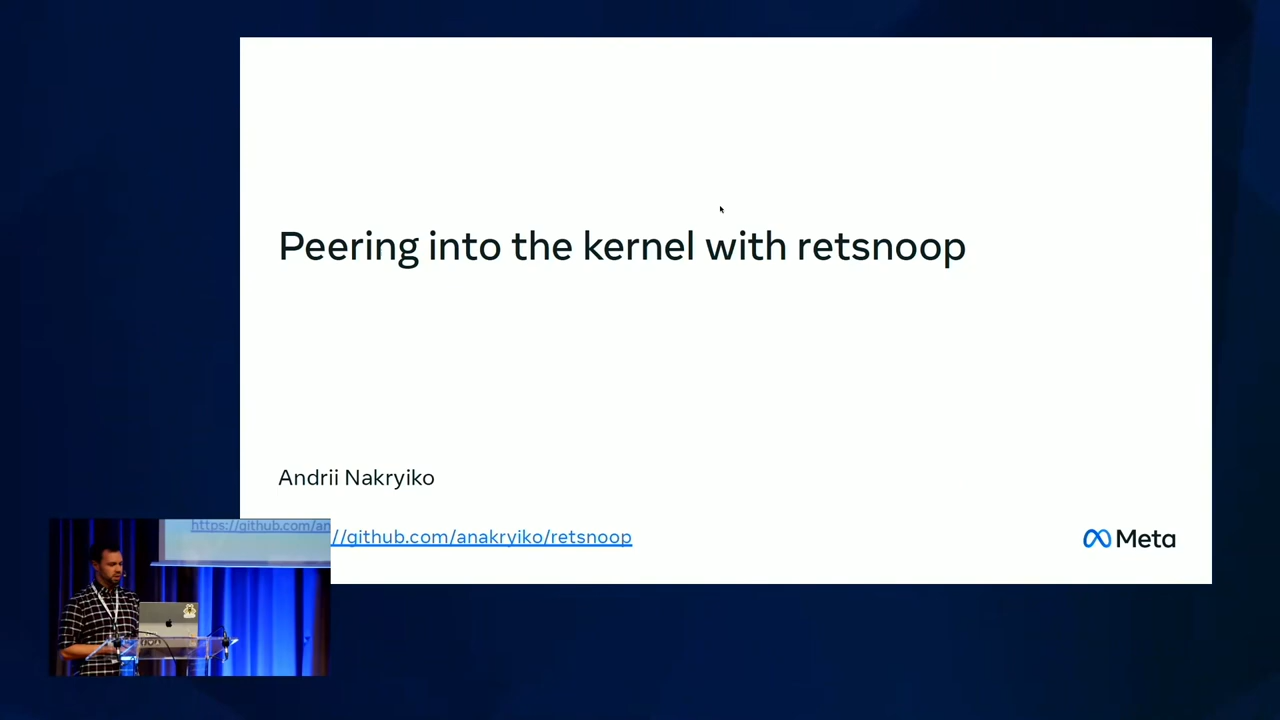 Peering into the kernel with retsnoop
Andrii Nakryiko
//github.com/anakryiko/retsnoop
Meta
https://github.com/an